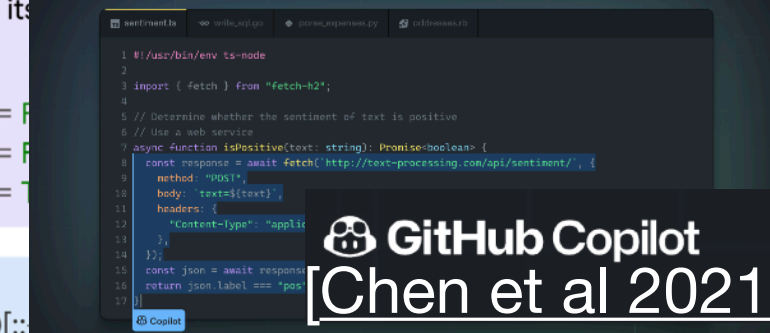 its
sentiment.ts write_sql.go parse_expenses.py addresses.rb
1 #!/usr/bin/env ts-node
2
3 import { fetch } from "fetch-h2";
4
5 // Determine whether the sentiment of text is positive
6 // Use a web service
7 async function isPositive(text: string): Promise<boolean> {
8 const response = await fetch(`http://text-processing.com/api/sentiment/`, {
9 method: "POST",
10 body: `text=${text}`,
11 headers: {
12 "Content-Type": "applic
13 },
14 });
15 const json = await response
16 return json.label === "pos"
17 }
Copilot
GitHub Copilot
[Chen et al 2021
= F
= F
= T
)[::